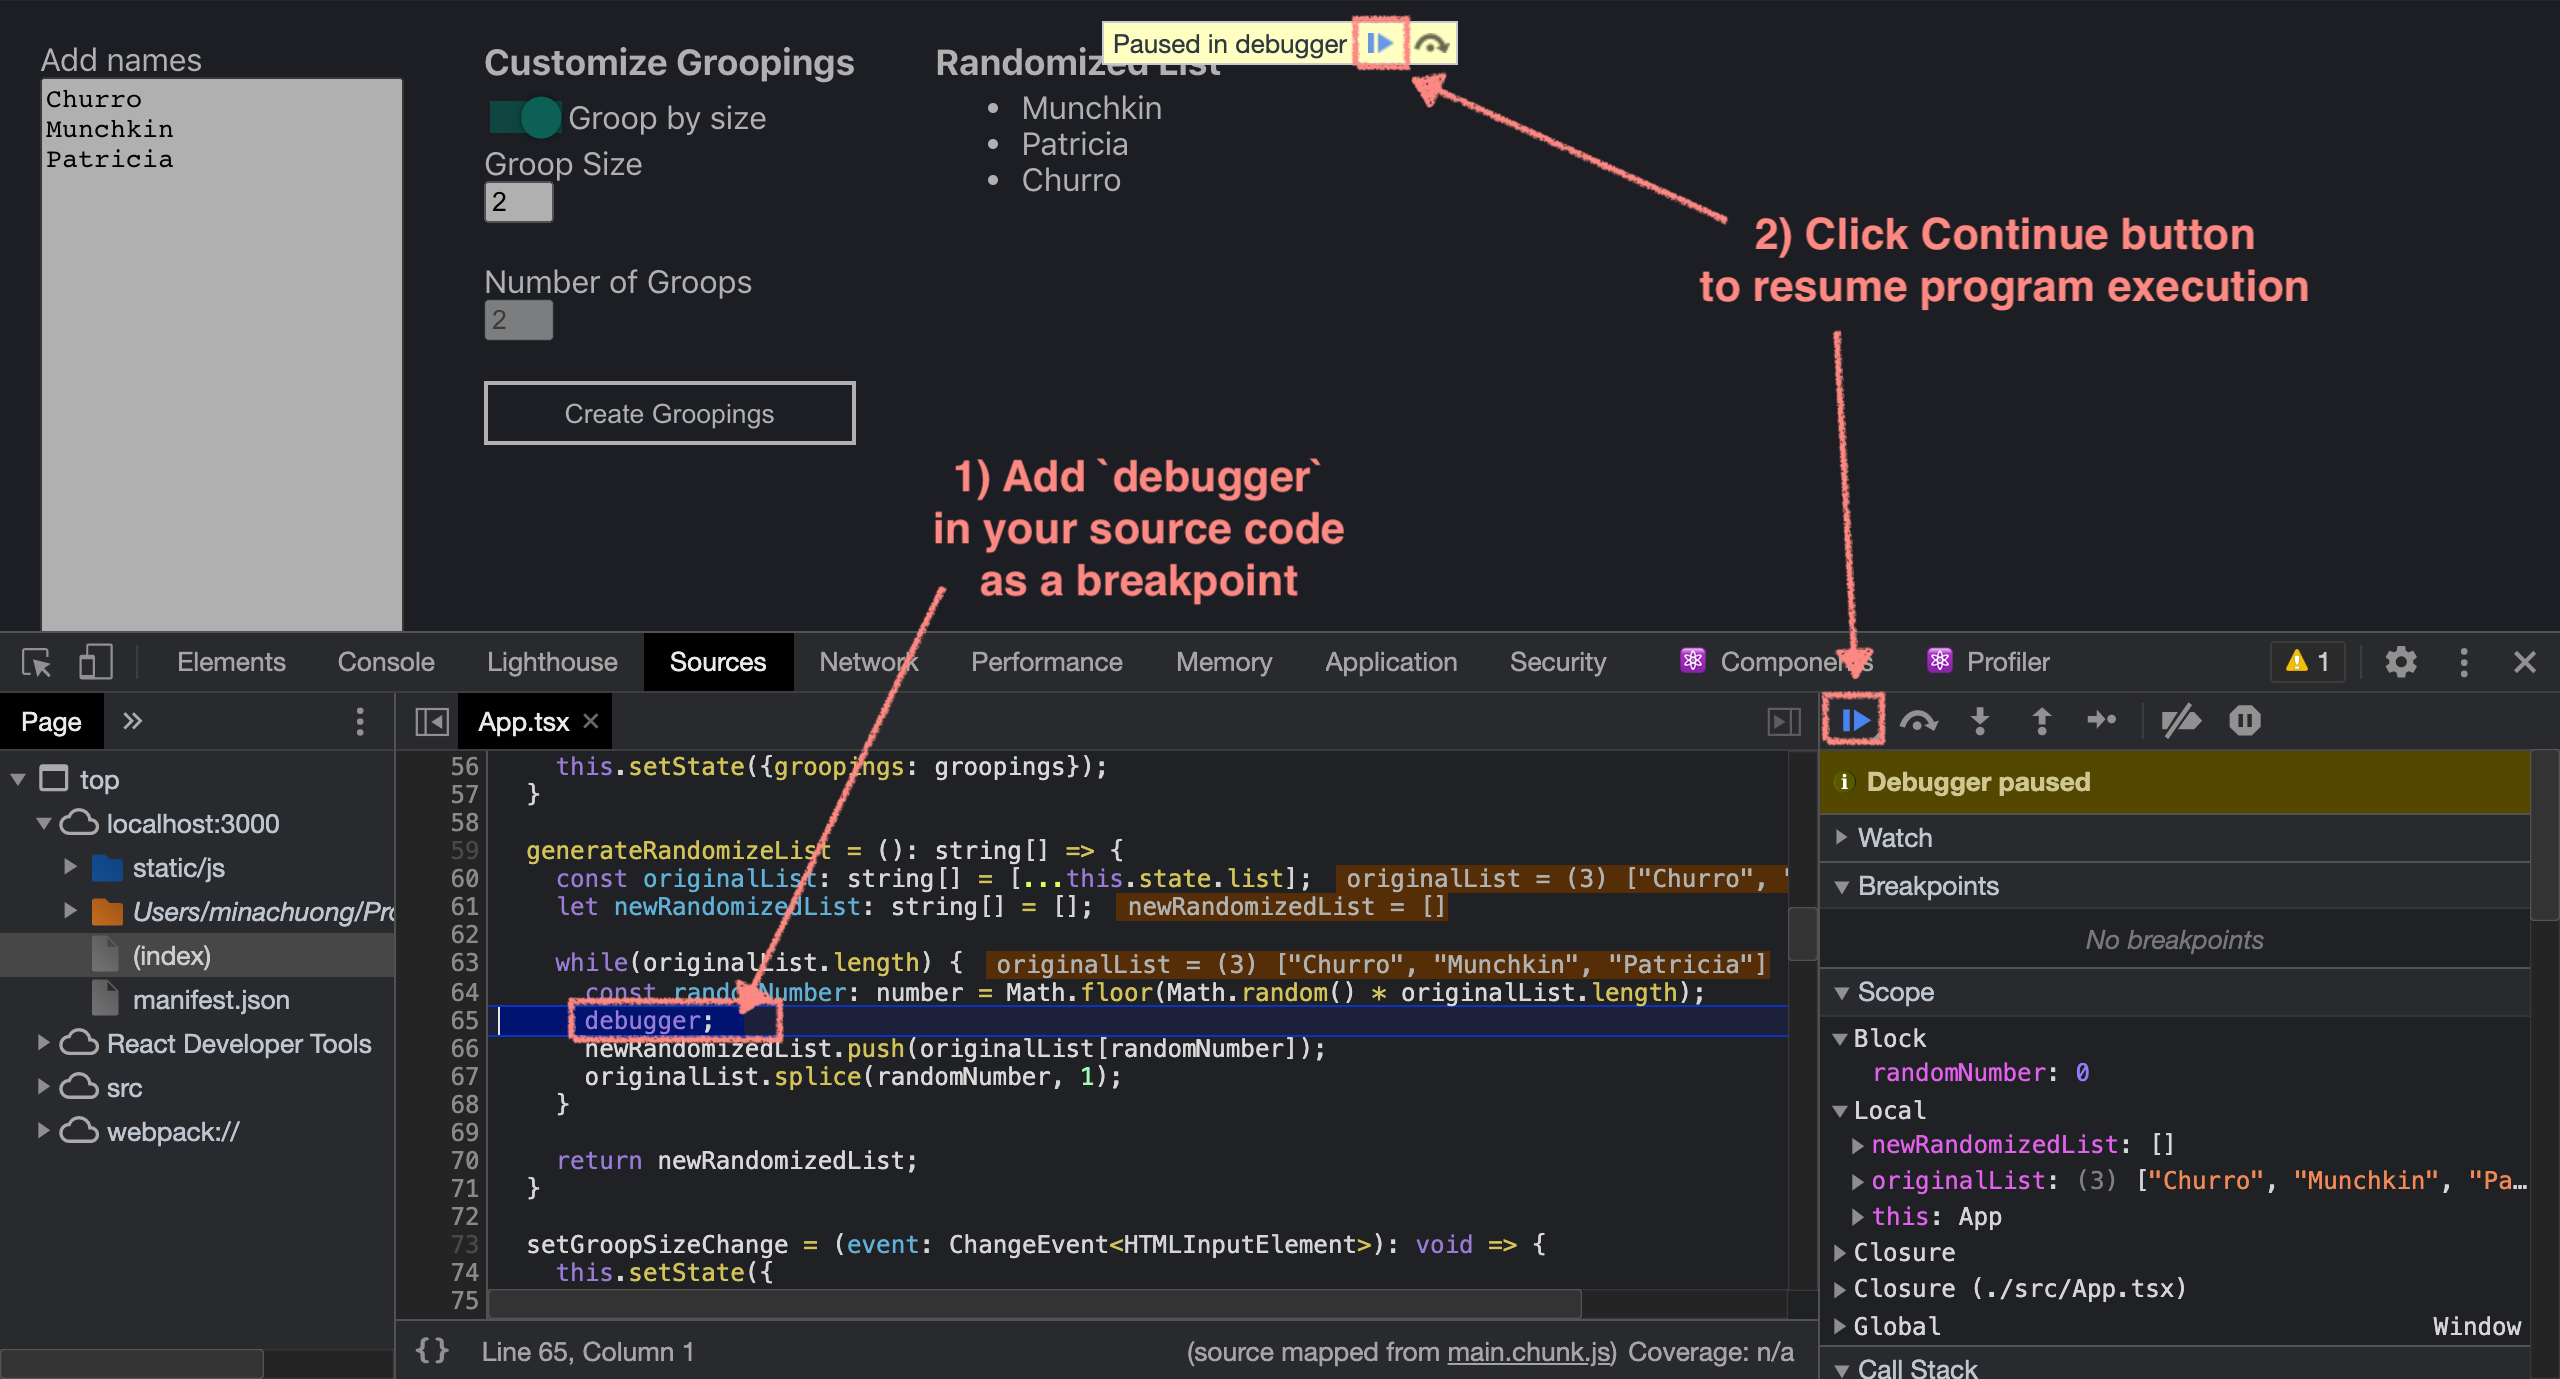 Add names
Churro
Munchkin
Patricia
Customize Groopings
Groop by size
Groop Size
2
Number of Groops
2
Create Groopings
Randomized List
Munchkin
Patricia
Churro
Paused in debugger
2) Click Continue button
to resume program execution
1) Add `debugger`
in your source code
as a breakpoint
Elements Console Lighthouse Sources Network Performance Memory Application Security Components Profiler 1
Page
top
localhost:3000
static/js
Users/minachuong/Pro
(index)
manifest.json
React Developer Tools
src
webpack://
App.tsx
56 this.setState({groopings: groopings});
57 }
58
59 generateRandomizeList = (): string[] => {
60 const originalList: string[] = [...this.state.list]; originalList = (3) ["Churro", "
61 let newRandomizedList: string[] = []; newRandomizedList = []
62
63 while(originalList.length) { originalList = (3) ["Churro", "Munchkin", "Patricia"]
64 const randomNumber: number = Math.floor(Math.random() * originalList.length);
65 debugger;
66 newRandomizedList.push(originalList[randomNumber]);
67 originalList.splice(randomNumber, 1);
68 }
69
70 return newRandomizedList;
71 }
72
73 setGroopSizeChange = (event: ChangeEvent<HTMLInputElement>): void => {
74 this.setState({
75
{} Line 65, Column 1
(source mapped from main.chunk.js) Coverage: n/a
Debugger paused
Watch
Breakpoints
No breakpoints
Scope
Block
randomNumber: 0
Local
newRandomizedList: []
originalList: (3) ["Churro", "Munchkin", "Pa…
this: App
Closure
Closure (./src/App.tsx)
Global Window
Call Stack